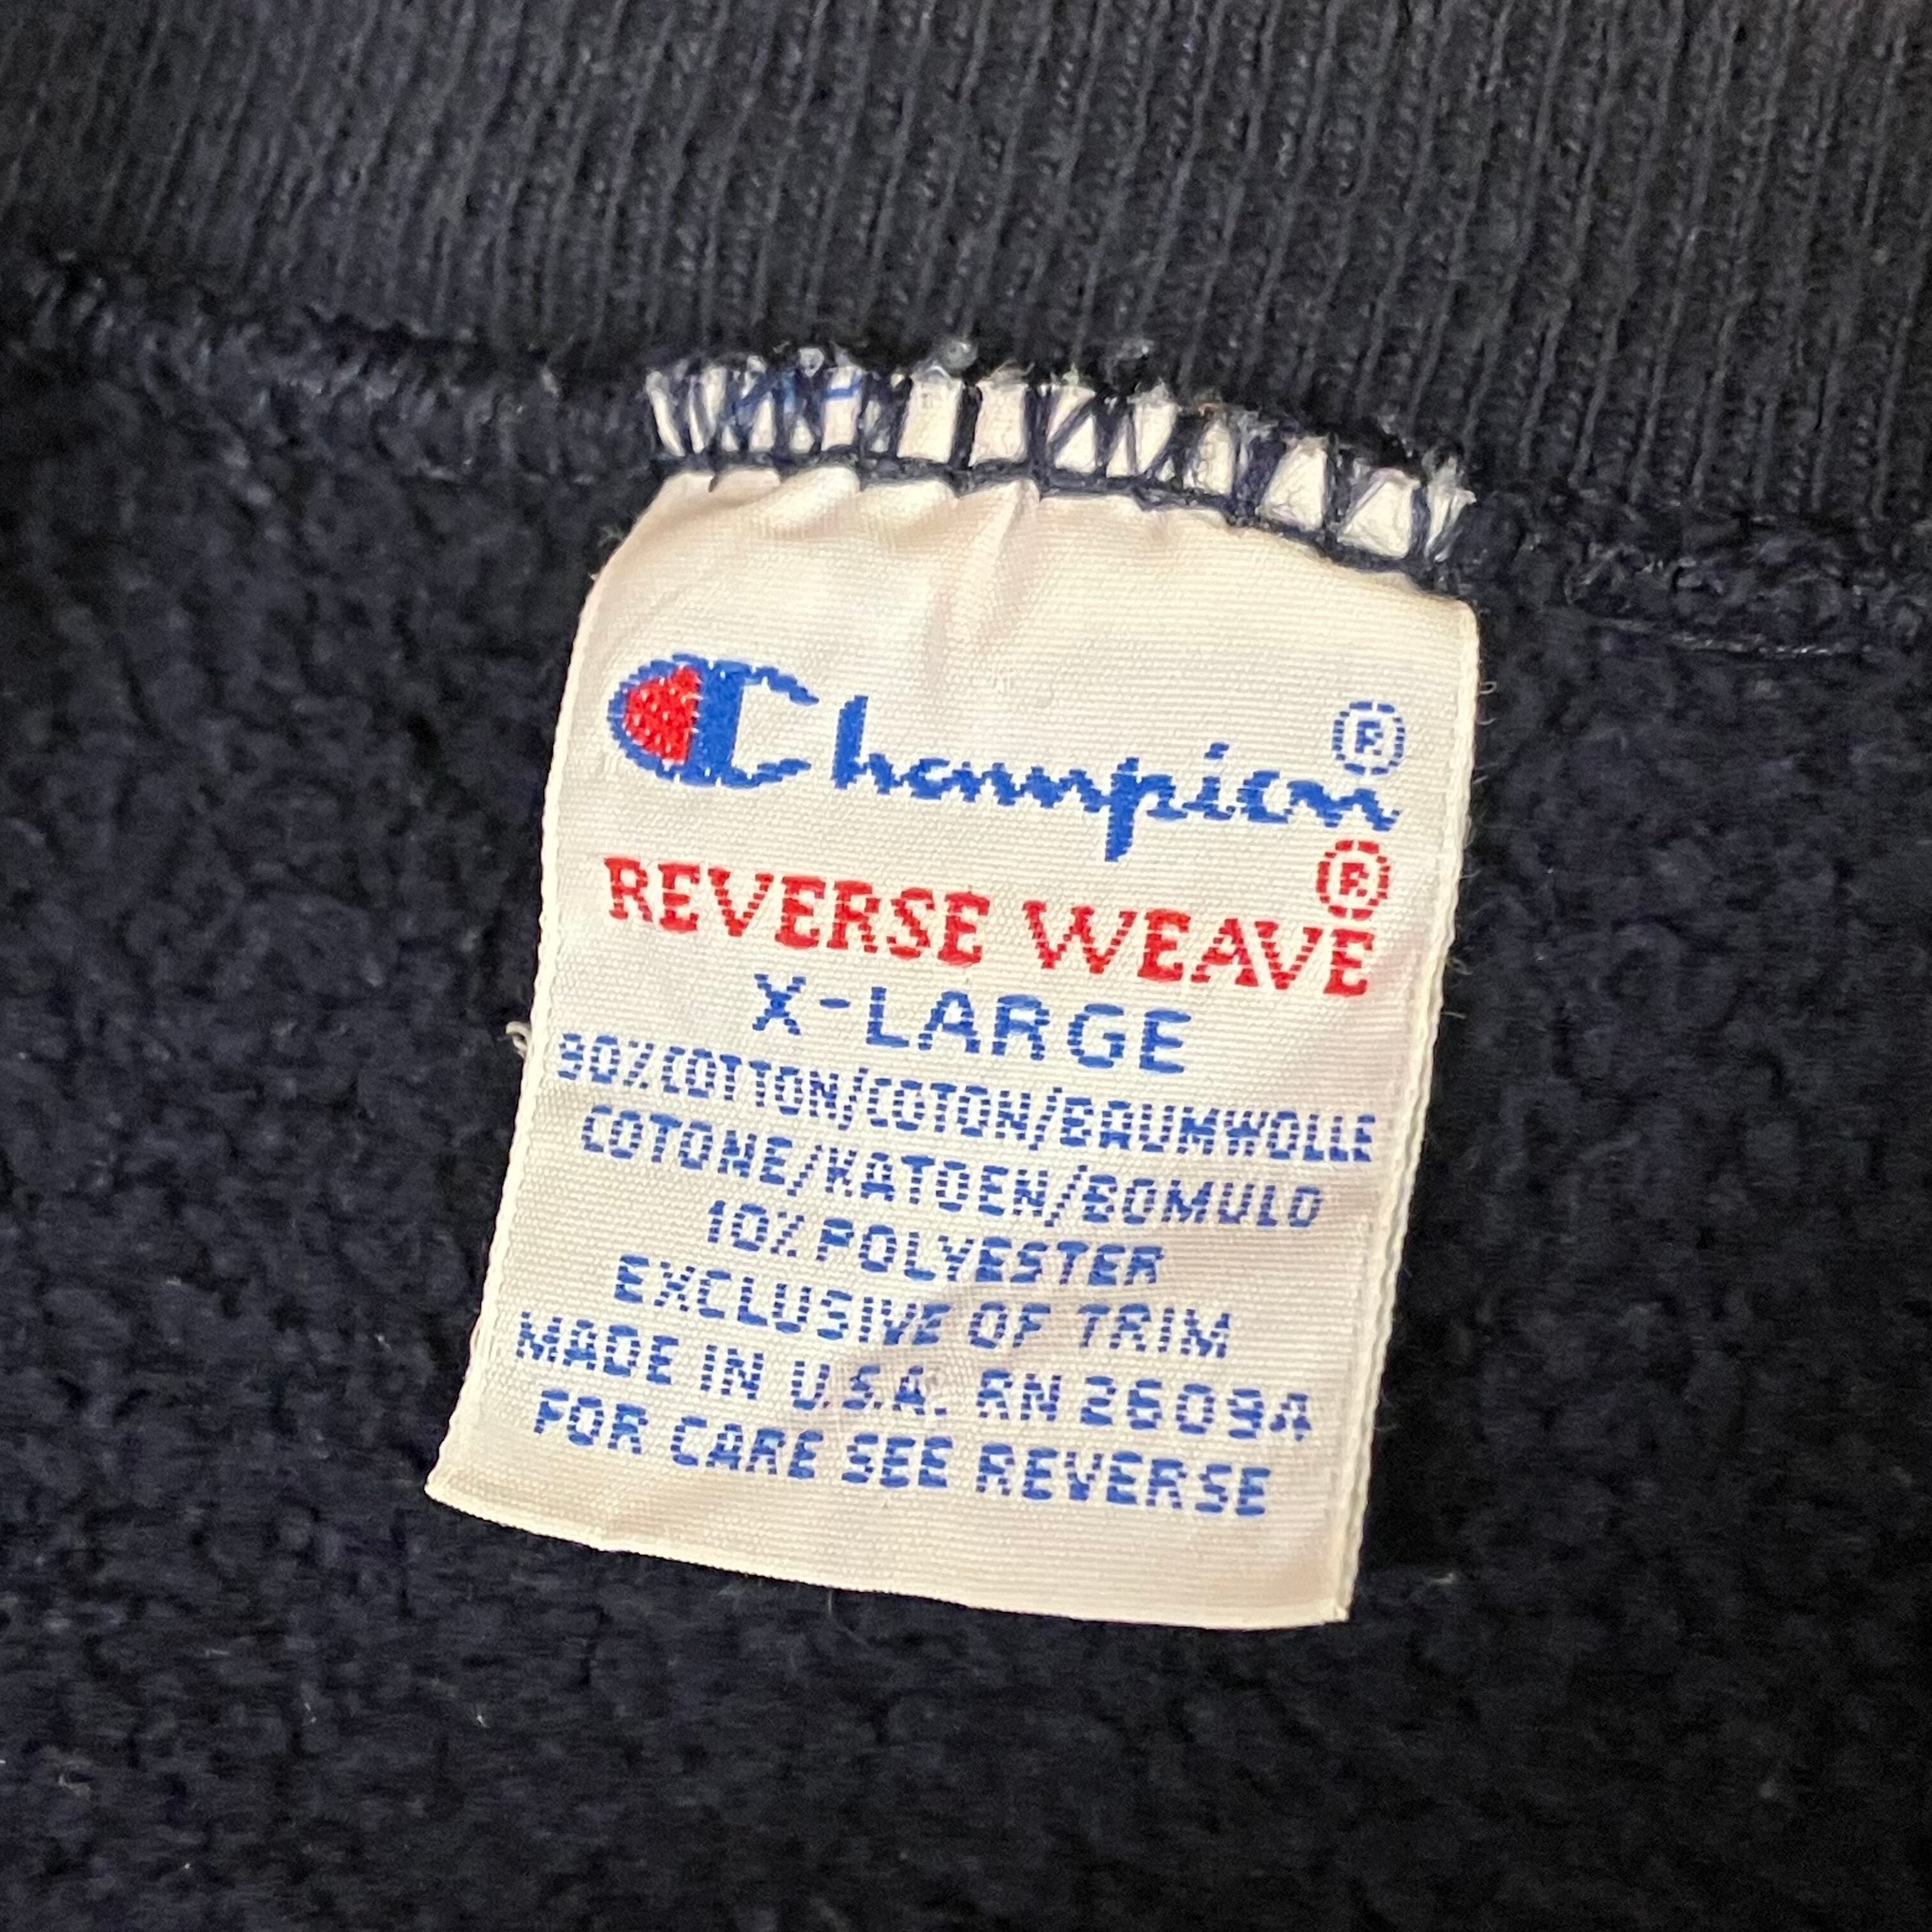 Champion®
REVERSE WEAVE®
X-LARGE
90% COTTON/COTON/BAUMWOLLE
COTONE/KATOEN/BOMULD
10% POLYESTER
EXCLUSIVE OF TRIM
MADE IN U.S.A. RN 26094
FOR CARE SEE REVERSE